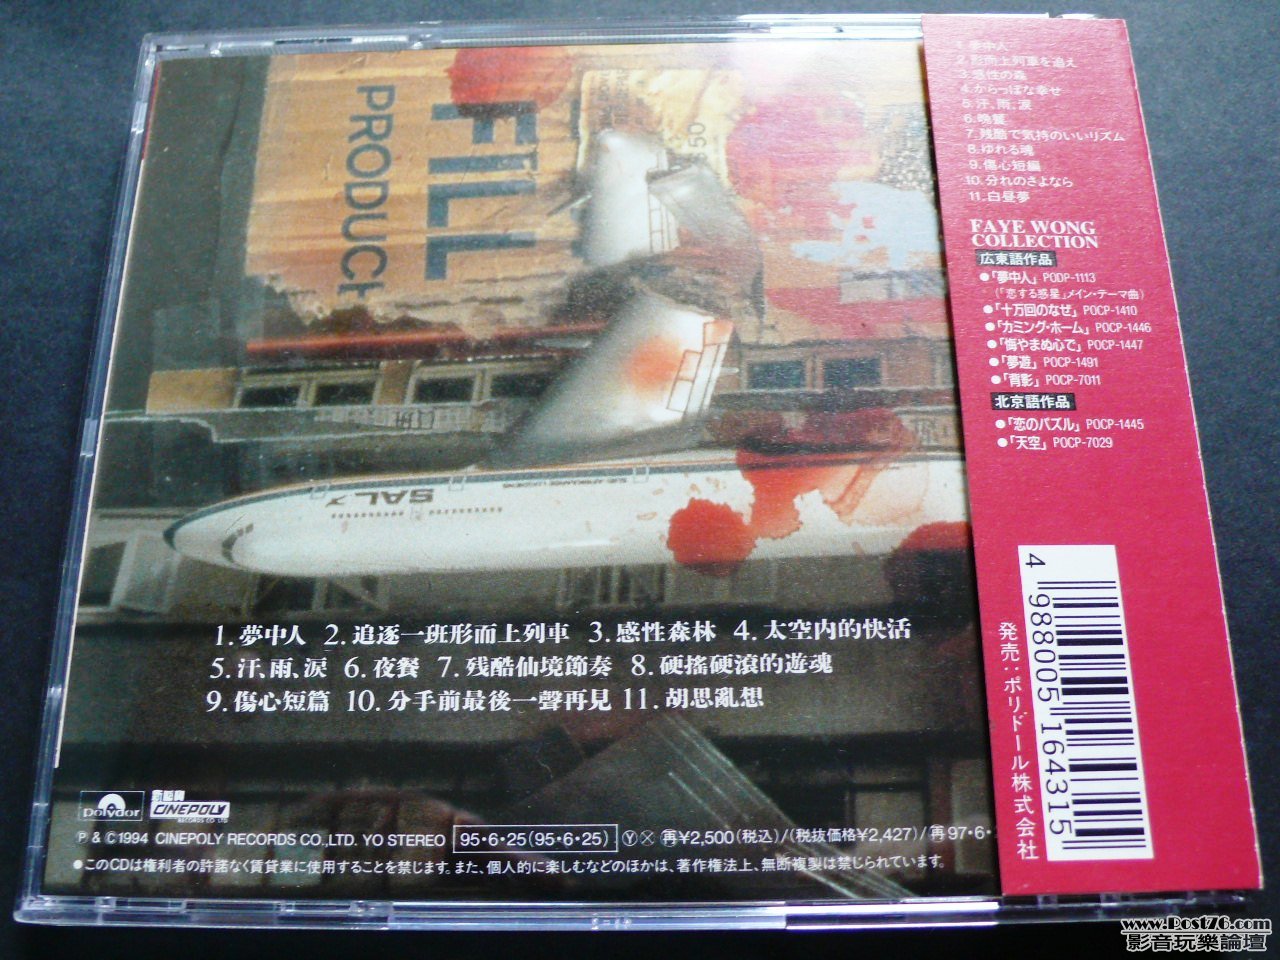 FILL
PRODUC
50
SAL
1.夢中人 2.追逐一班形而上列車 3.感性森林 4.太空内的快活
5.汗、雨、淚 6.夜餐 7.残酷仙境節奏 8.硬搖硬滾的遊魂
9.傷心短篇 10.分手前最後一聲再見 11.胡思亂想
Polydor
新藝寶
CINEPOLY
RECORDS CO LTD
Ⓟ & Ⓒ1994 CINEPOLY RECORDS CO.,LTD. YO STEREO 95・6・25(95・6・25) Ⓨ Ⓧ 再¥2,500(税込)/(税抜価格¥2,427)/再97・6・
●このCDは権利者の許諾なく賃貸業に使用することを禁じます。また、個人的に楽しむなどのほかは、著作権法上、無断複製は禁じられています。
1.夢中人
2.形而上列車を追え
3.感性の森
4.からっぽな幸せ
5.汗、雨、涙
6.晩餐
7.残酷で気持のいいリズム
8.ゆれる魂
9.傷心短編
10.分れのさよなら
11.白昼夢
FAYE WONG
COLLECTION
広東語作品
●「夢中人」 PODP-1113
(「恋する惑星」メイン・テーマ曲)
●「十万回のなぜ」 POCP-1410
●「カミング・ホーム」 POCP-1446
●「悔やまぬ心で」 POCP-1447
●「夢遊」 POCP-1491
●「背影」 POCP-7011
北京語作品
●「恋のパズル」 POCP-1445
●「天空」 POCP-7029
4 988005 164315
発売:ポリドール株式会社
www.Post76.com
影音玩樂論壇